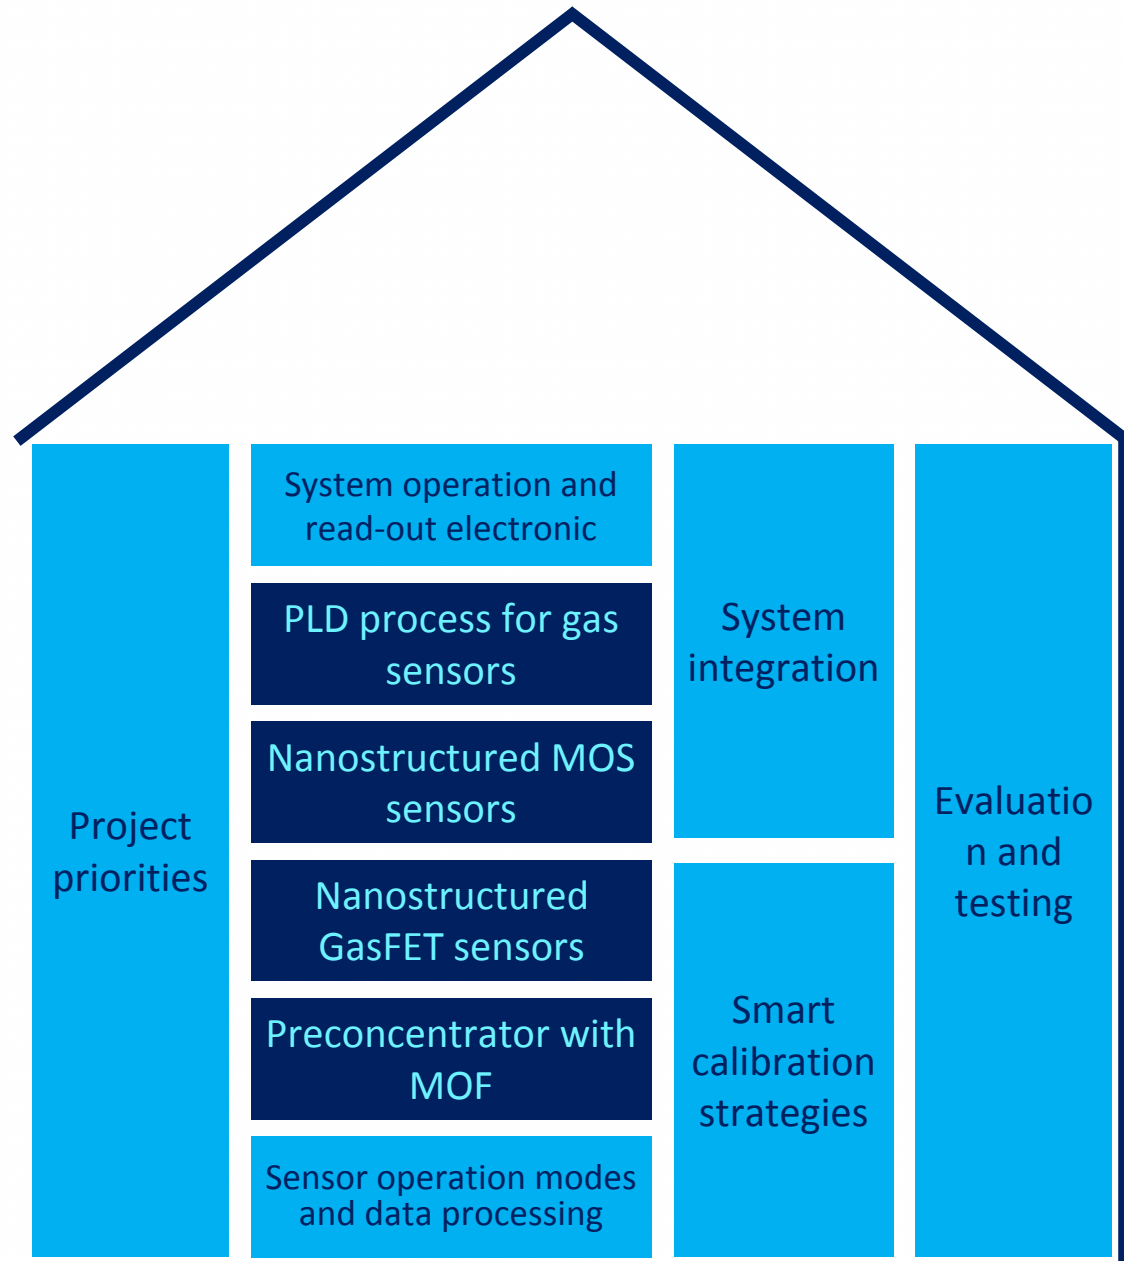 Project
priorities
System operation and
read-out electronic
PLD process for gas
sensors
Nanostructured MOS
sensors
Nanostructured
GasFET sensors
Preconcentrator with
MOF
Sensor operation modes
and data processing
System
integration
Smart
calibration
strategies
Evaluatio
n and
testing